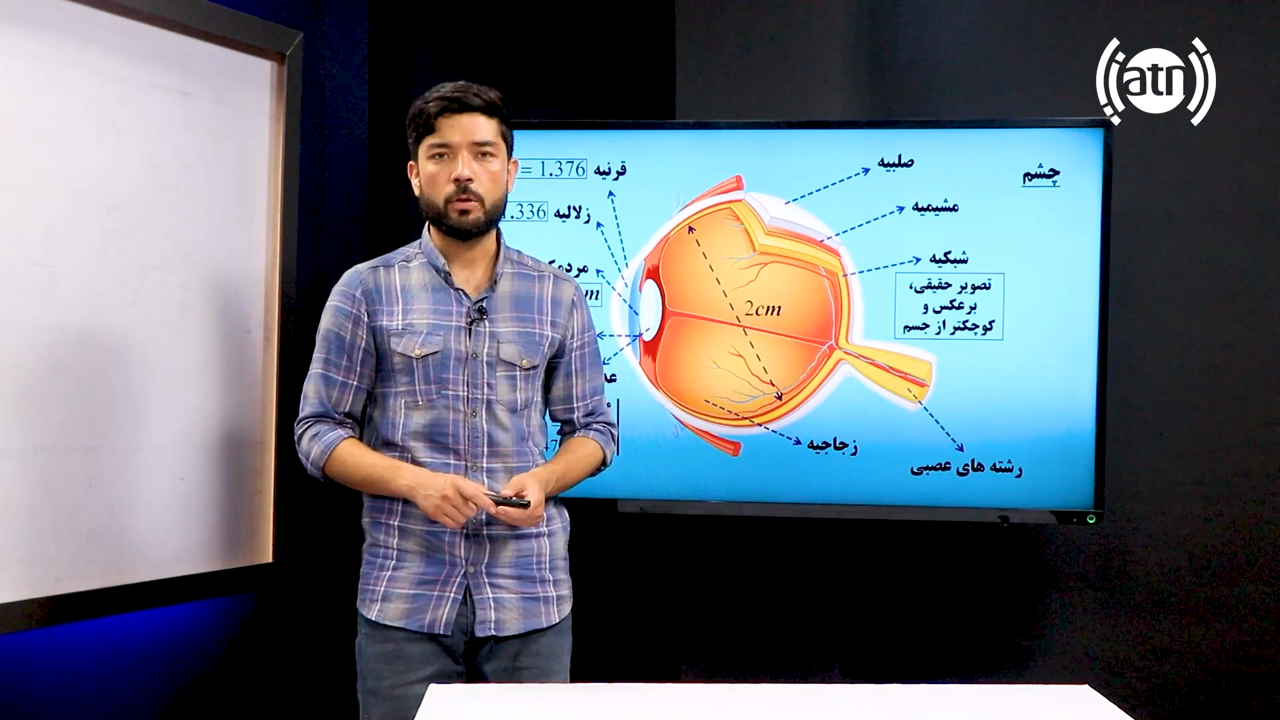 atn
چشم
صلبیه
مشیمیه
شبکیه
تصویر حقیقی،
برعکس و
کوچکتر از جسم
قرنیه = 1.376
زلالیه 1.336
2cm
زجاجیه
رشته های عصبی